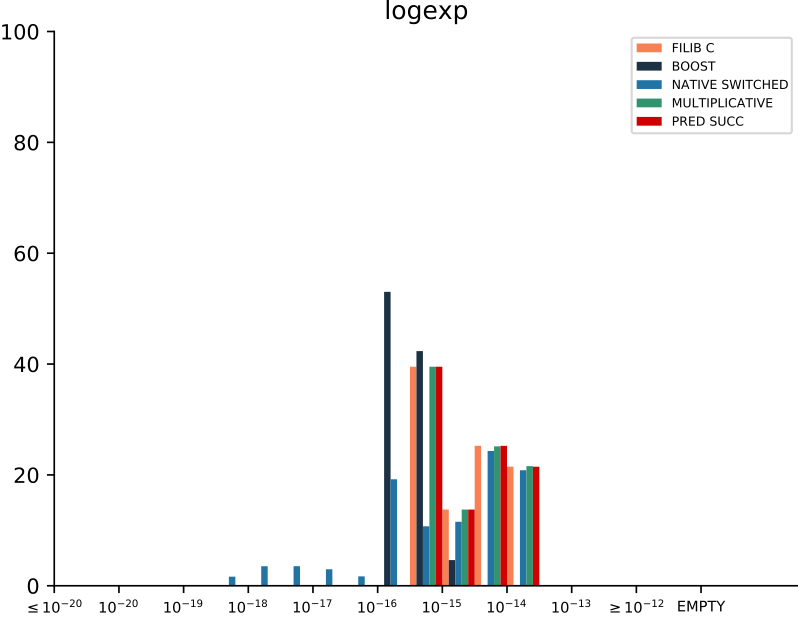 logexp
100
80
60
40
20
0
FILIB C
BOOST
NATIVE SWITCHED
MULTIPLICATIVE
PRED SUCC
≤10⁻²⁰ 10⁻²⁰ 10⁻¹⁹ 10⁻¹⁸ 10⁻¹⁷ 10⁻¹⁶ 10⁻¹⁵ 10⁻¹⁴ 10⁻¹³ ≥10⁻¹² EMPTY